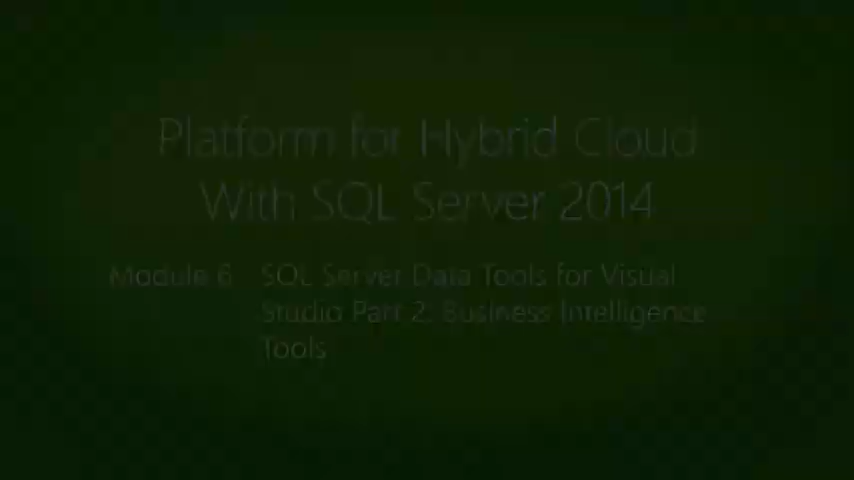 Platform for Hybrid Cloud
With SQL Server 2014
Module 6 SQL Server Data Tools for Visual
Studio Part 2: Business Intelligence
Tools